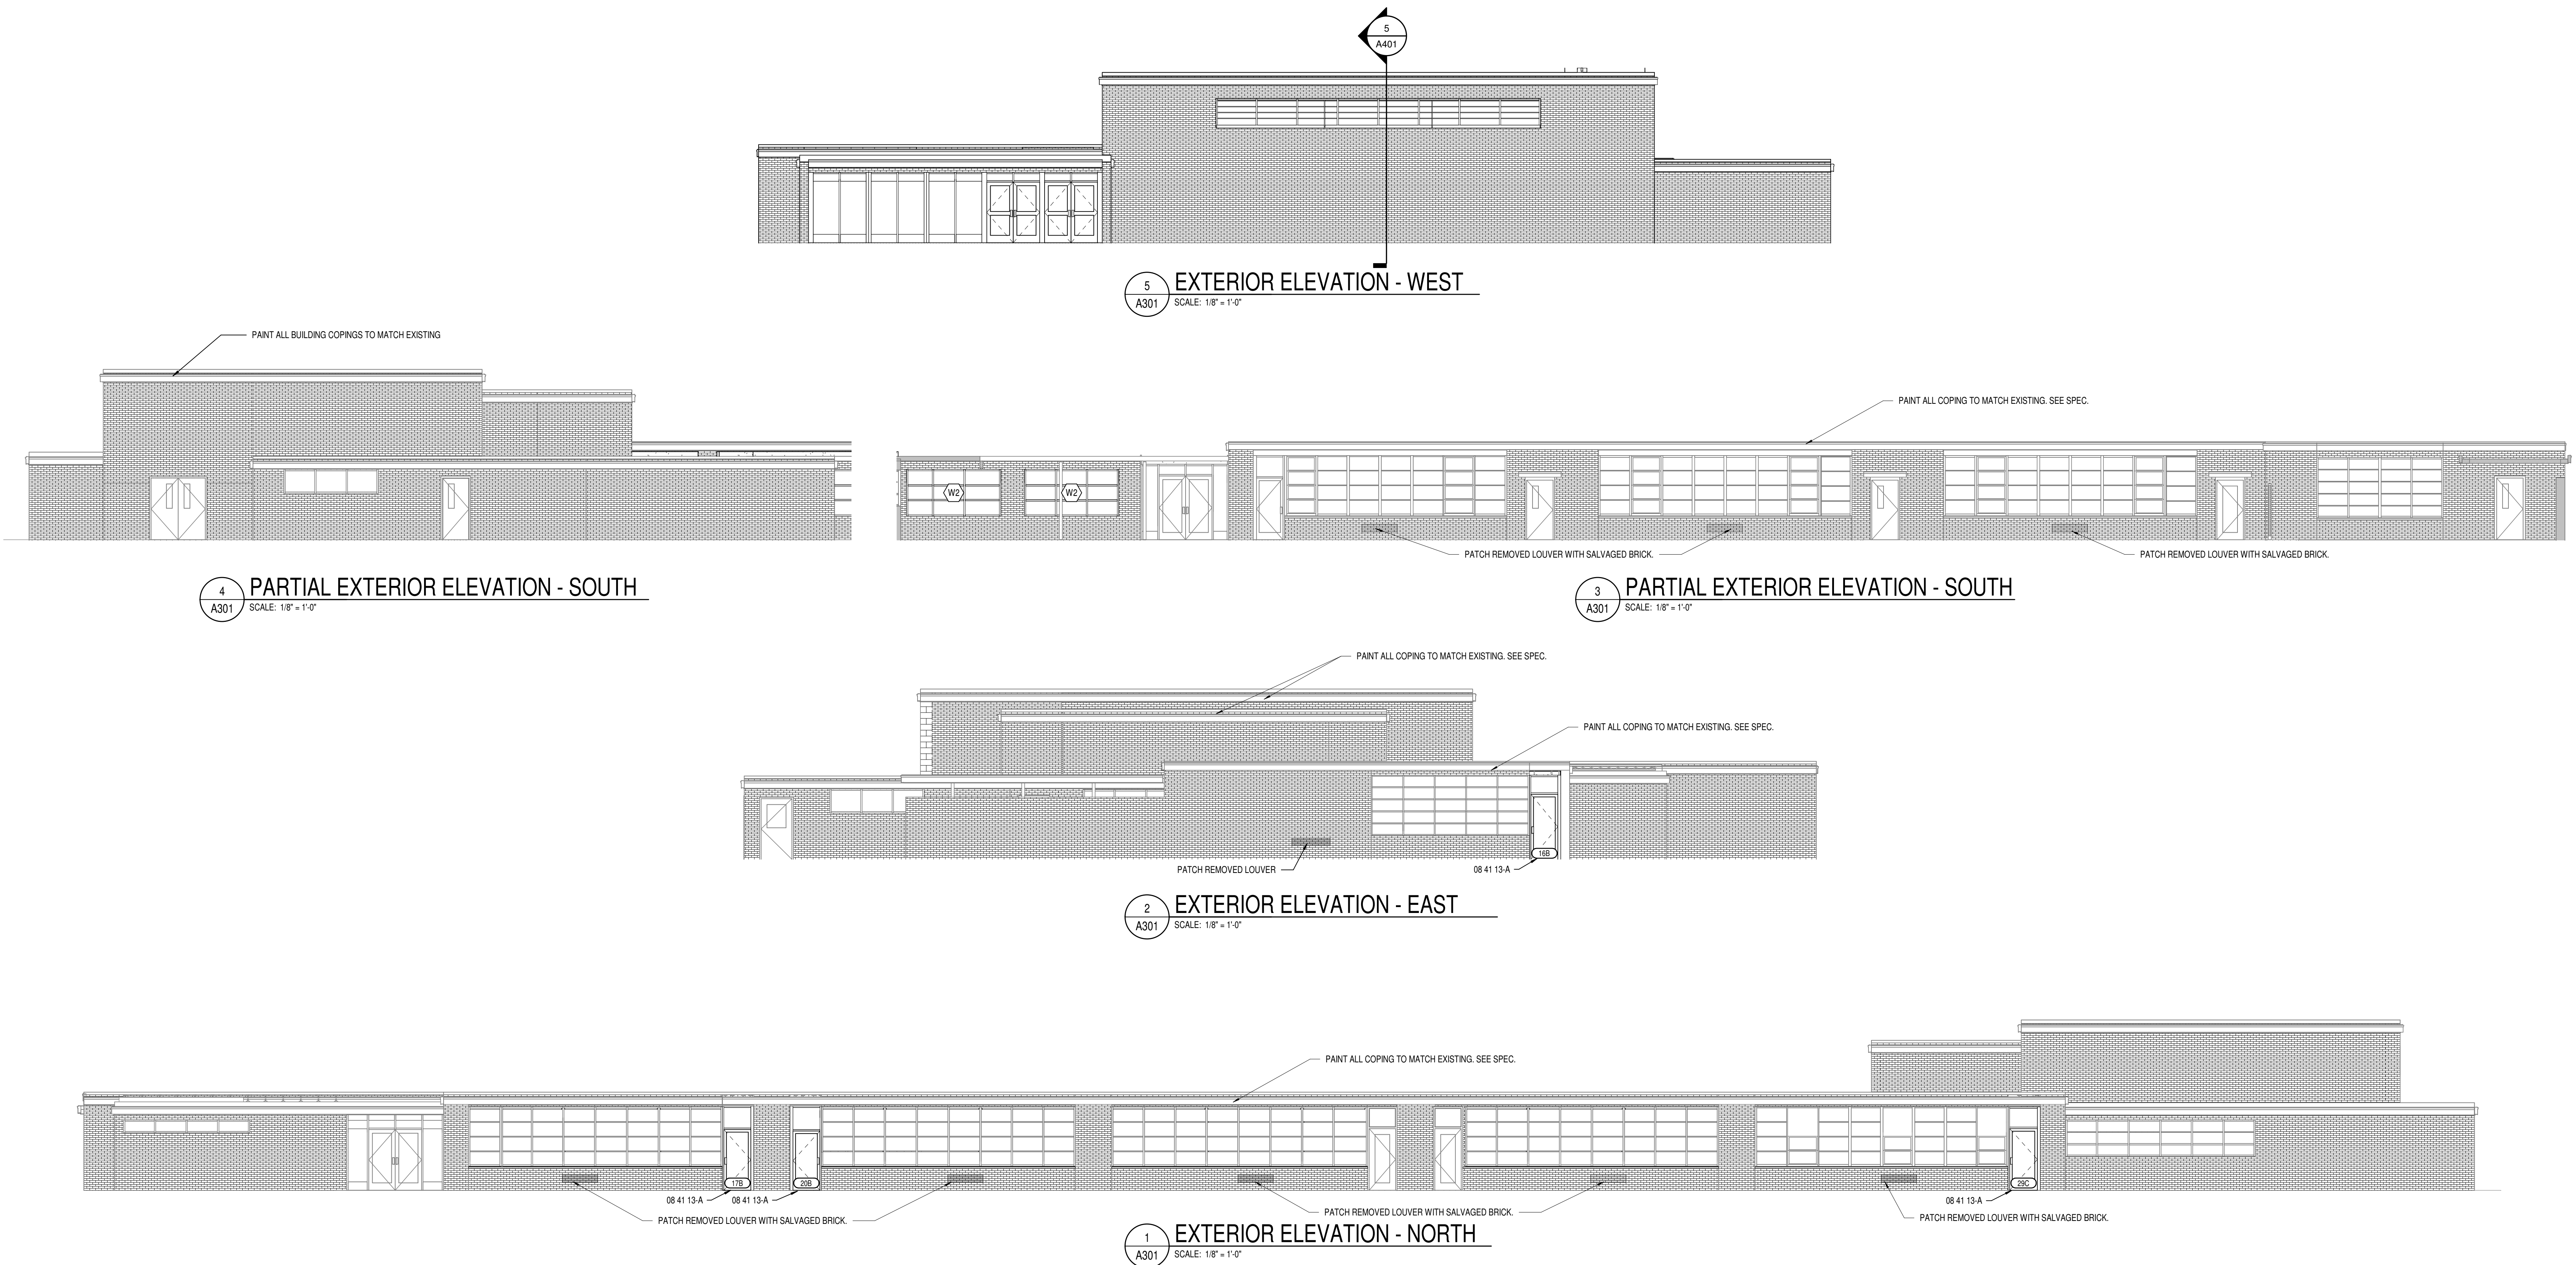 5
A401
5
A301
EXTERIOR ELEVATION - WEST
SCALE: 1/8" = 1'-0"
PAINT ALL BUILDING COPINGS TO MATCH EXISTING
PAINT ALL COPING TO MATCH EXISTING. SEE SPEC.
W2
W2
PATCH REMOVED LOUVER WITH SALVAGED BRICK.
PATCH REMOVED LOUVER WITH SALVAGED BRICK.
4
A301
PARTIAL EXTERIOR ELEVATION - SOUTH
SCALE: 1/8" = 1'-0"
3
A301
PARTIAL EXTERIOR ELEVATION - SOUTH
SCALE: 1/8" = 1'-0"
PAINT ALL COPING TO MATCH EXISTING. SEE SPEC.
PAINT ALL COPING TO MATCH EXISTING. SEE SPEC.
16B
PATCH REMOVED LOUVER
08 41 13-A
2
A301
EXTERIOR ELEVATION - EAST
SCALE: 1/8" = 1'-0"
PAINT ALL COPING TO MATCH EXISTING. SEE SPEC.
17B
20B
29C
08 41 13-A
08 41 13-A
08 41 13-A
PATCH REMOVED LOUVER WITH SALVAGED BRICK.
PATCH REMOVED LOUVER WITH SALVAGED BRICK.
PATCH REMOVED LOUVER WITH SALVAGED BRICK.
1
A301
EXTERIOR ELEVATION - NORTH
SCALE: 1/8" = 1'-0"